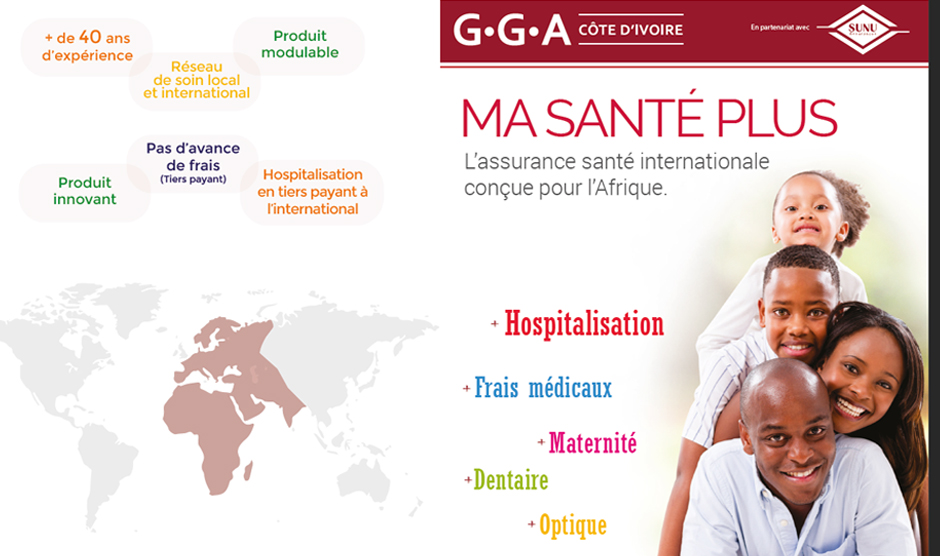 + de 40 ans
d'expérience
Produit
modulable
Réseau
de soin local
et international
Pas d'avance
de frais
(Tiers payant)
Produit
innovant
Hospitalisation
en tiers payant à
l'international
G•G•A CÔTE D'IVOIRE
En partenariat avec
SUNU
MA SANTÉ PLUS
L'assurance santé internationale
conçue pour l'Afrique.
+ Hospitalisation
+ Frais médicaux
+ Maternité
+ Dentaire
+ Optique